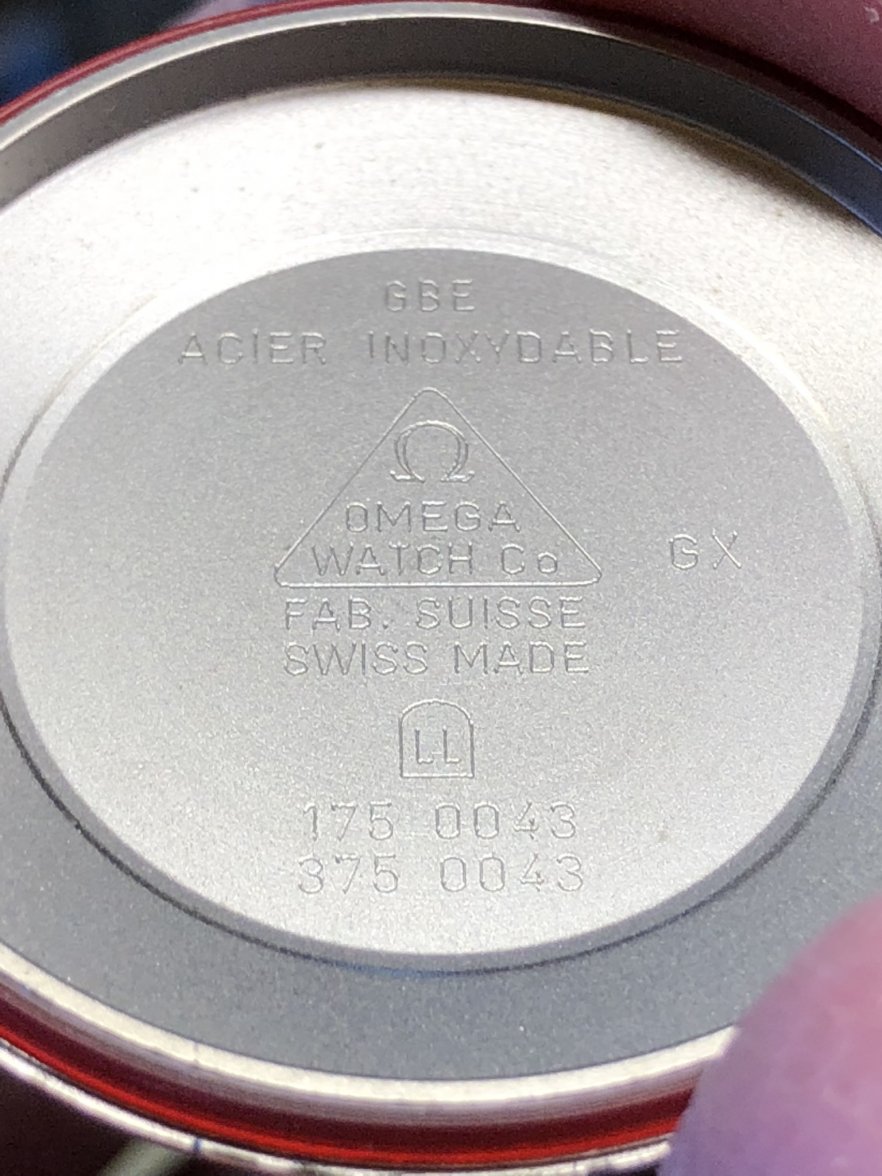 GBE
ACIER INOXYDABLE
Ω
OMEGA
WATCH Co
GX
FAB. SUISSE
SWISS MADE
LL
175 0043
375 0043